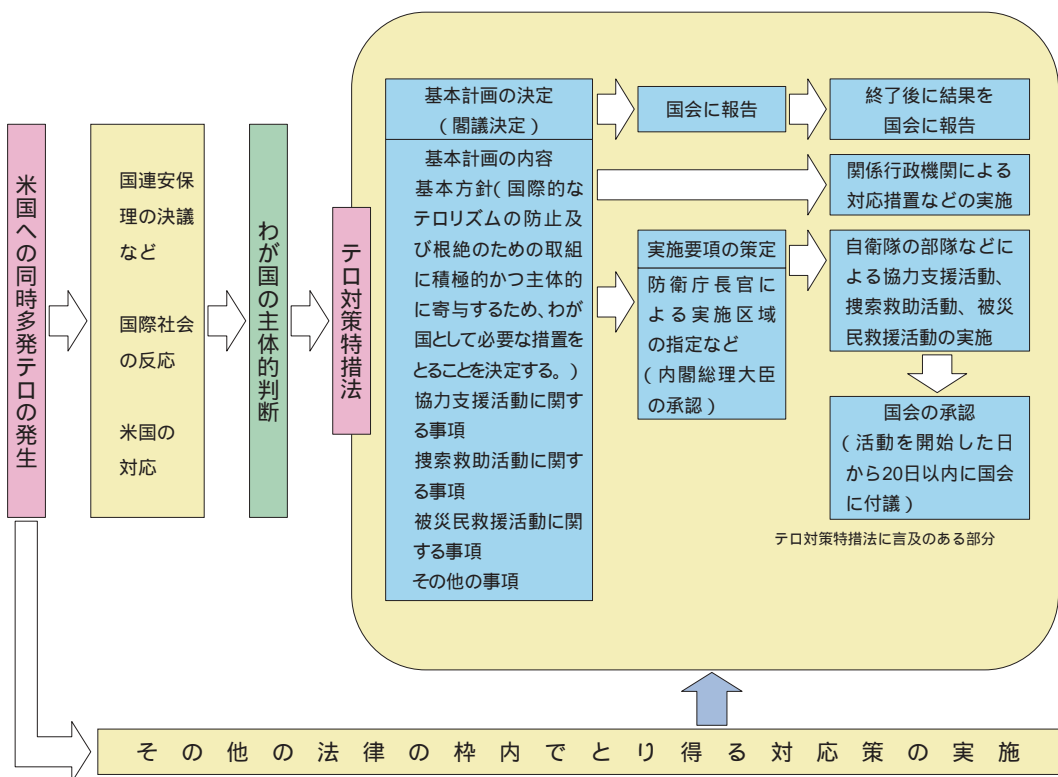 米国への同時多発テロの発生
国連安保
理の決議
など
国際社会
の反応
米国の
対応
わが国の主体的判断
テロ対策特措法
基本計画の決定
（閣議決定）
基本計画の内容
基本方針（国際的な
テロリズムの防止及
び根絶のための取組
に積極的かつ主体的
に寄与するため、わが
国として必要な措置を
とることを決定する。）
協力支援活動に関す
る事項
捜索救助活動に関す
る事項
被災民救援活動に関
する事項
その他の事項
国会に報告
終了後に結果を
国会に報告
関係行政機関による
対応措置などの実施
実施要項の策定
防衛庁長官に
よる実施区域
の指定など
（内閣総理大臣
の承認）
自衛隊の部隊などに
よる協力支援活動、
捜索救助活動、被災
民救援活動の実施
国会の承認
（活動を開始した日
から20日以内に国会
に付議）
テロ対策特措法に言及のある部分
その他の法律の枠内でとり得る対応策の実施